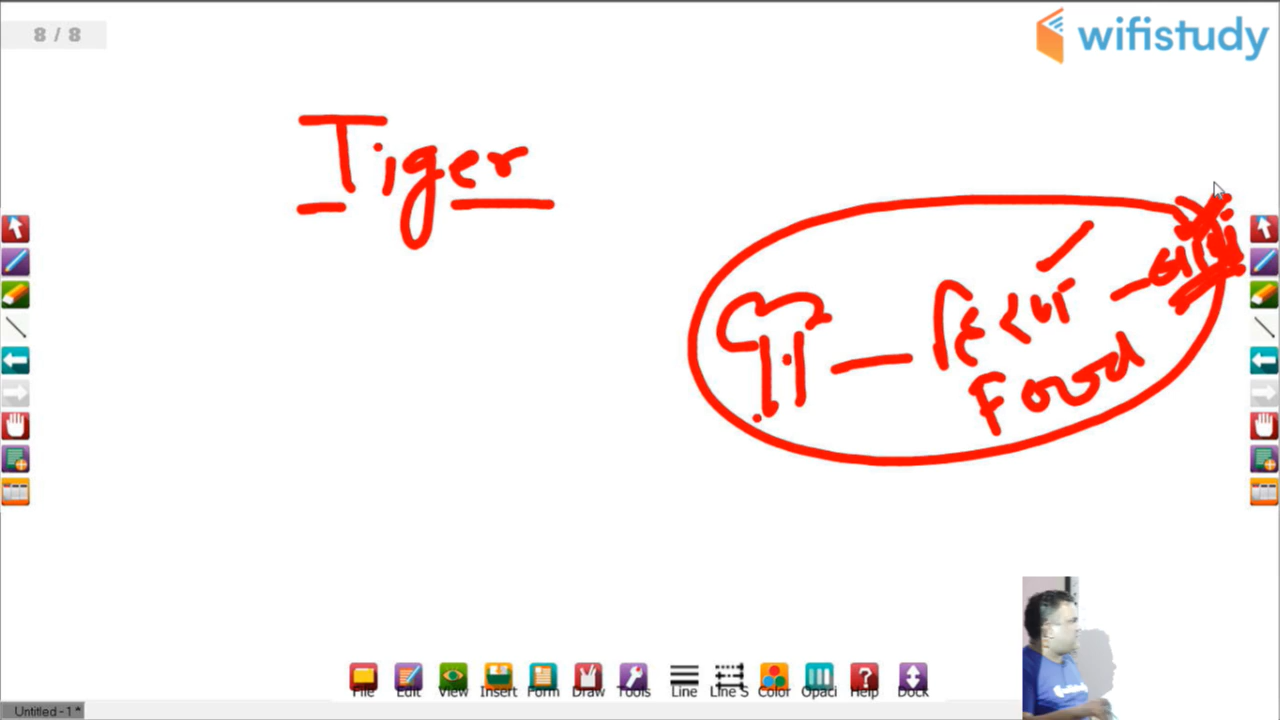 8 / 8
wifistudy
Tiger
हिरण
Food
File Edit View Insert Form Draw Tools Line Line S Color Opaci Help Dock
Untitled - 1 *